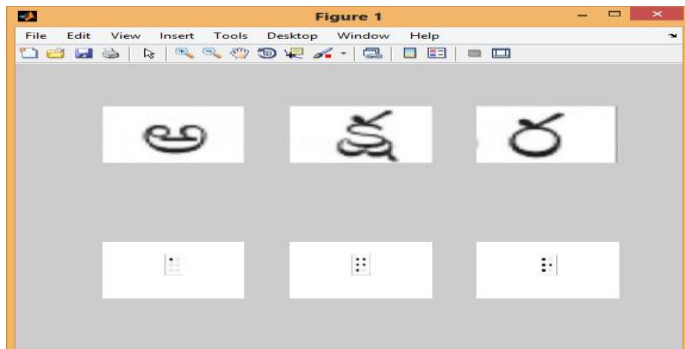 Figure 1
File Edit View Insert Tools Desktop Window Help
అ క్ష ర
⠁ ⠟ ⠗